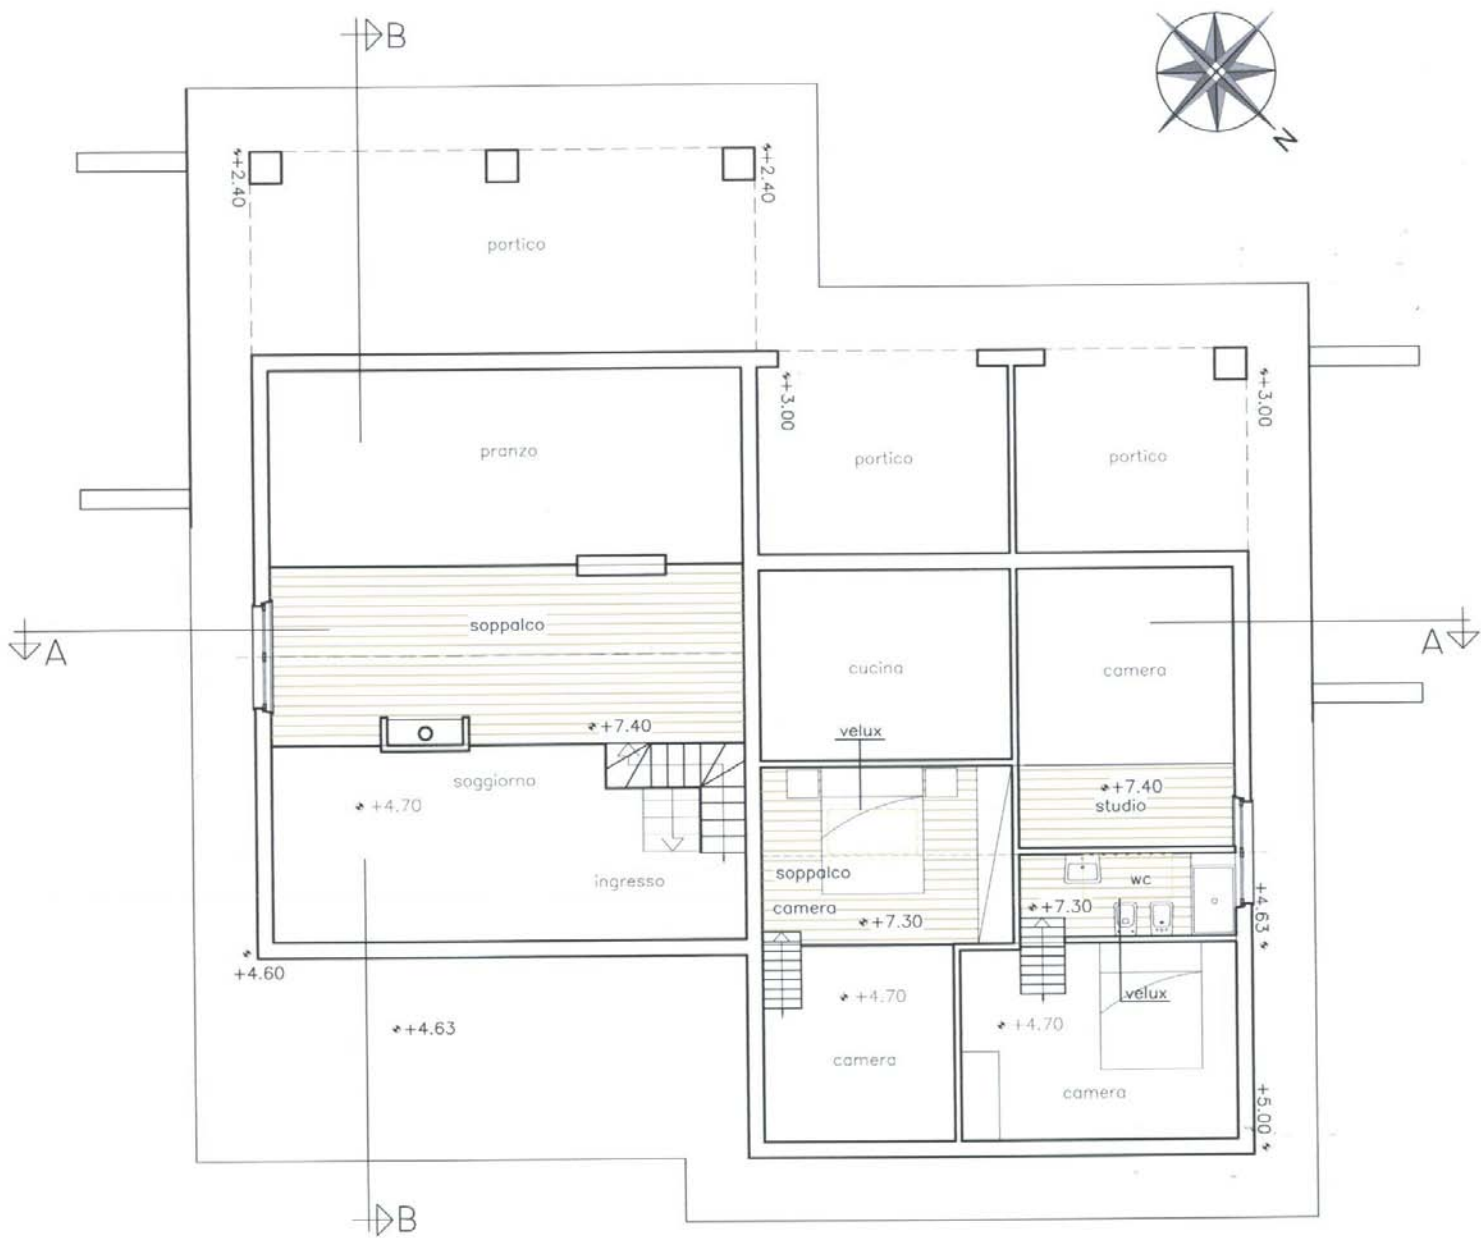 B
N
+2.40
+2.40
portico
+3.00
+3.00
pranzo
portico
portico
soppalco
A
A
cucina
camera
+7.40
velux
soggiorno
+4.70
+7.40
studio
ingresso
soppalco
camera
+7.30
wc
+7.30
+4.63
+4.60
+4.63
+4.70
velux
+4.70
camera
camera
+5.00
B